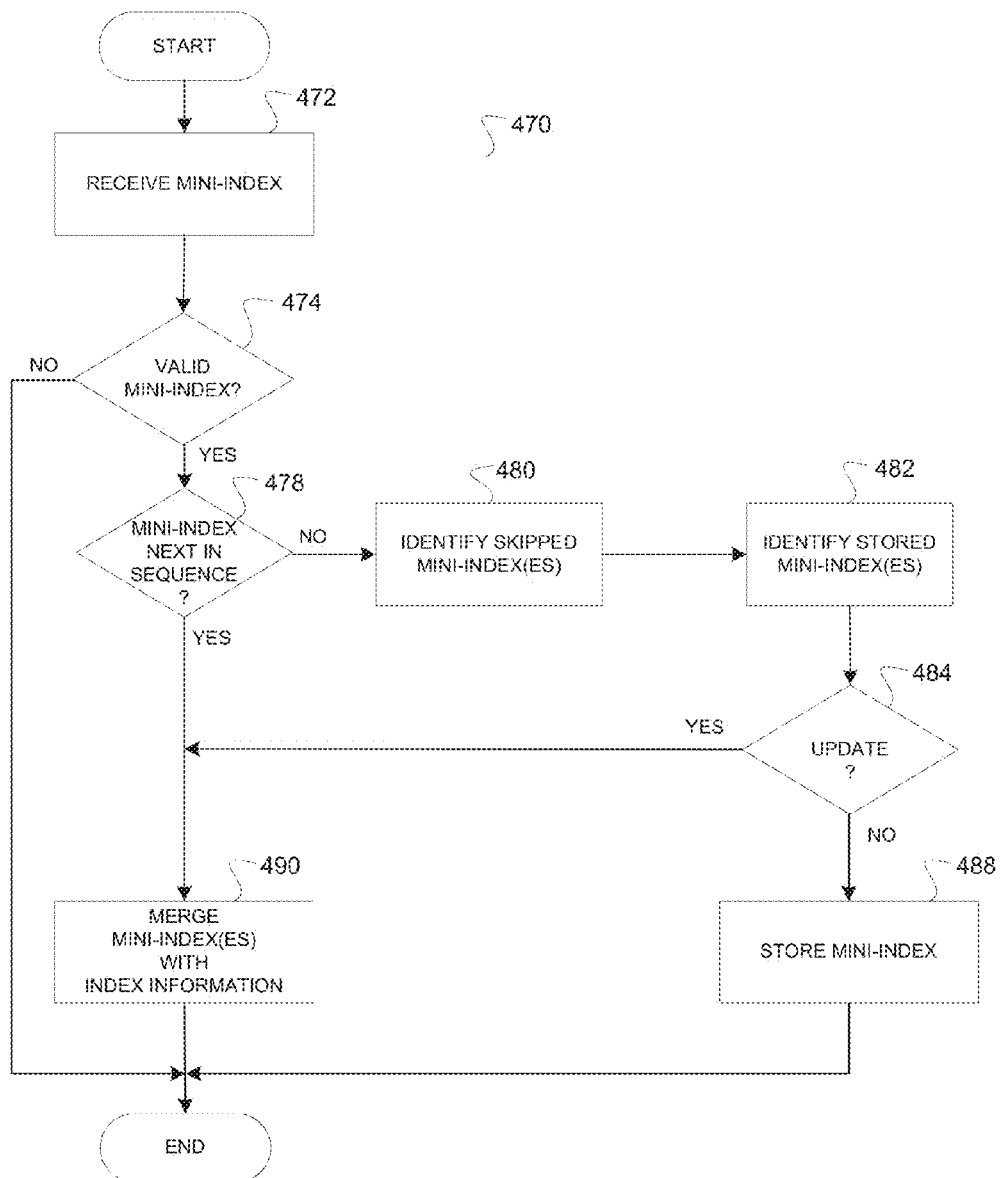 START
472
470
RECEIVE MINI-INDEX
474
NO
VALID
MINI-INDEX?
YES
478
480
482
MINI-INDEX
NEXT IN
SEQUENCE
?
NO
IDENTIFY SKIPPED
MINI-INDEX(ES)
IDENTIFY STORED
MINI-INDEX(ES)
YES
484
YES
UPDATE
?
NO
490
488
MERGE
MINI-INDEX(ES)
WITH
INDEX INFORMATION
STORE MINI-INDEX
END